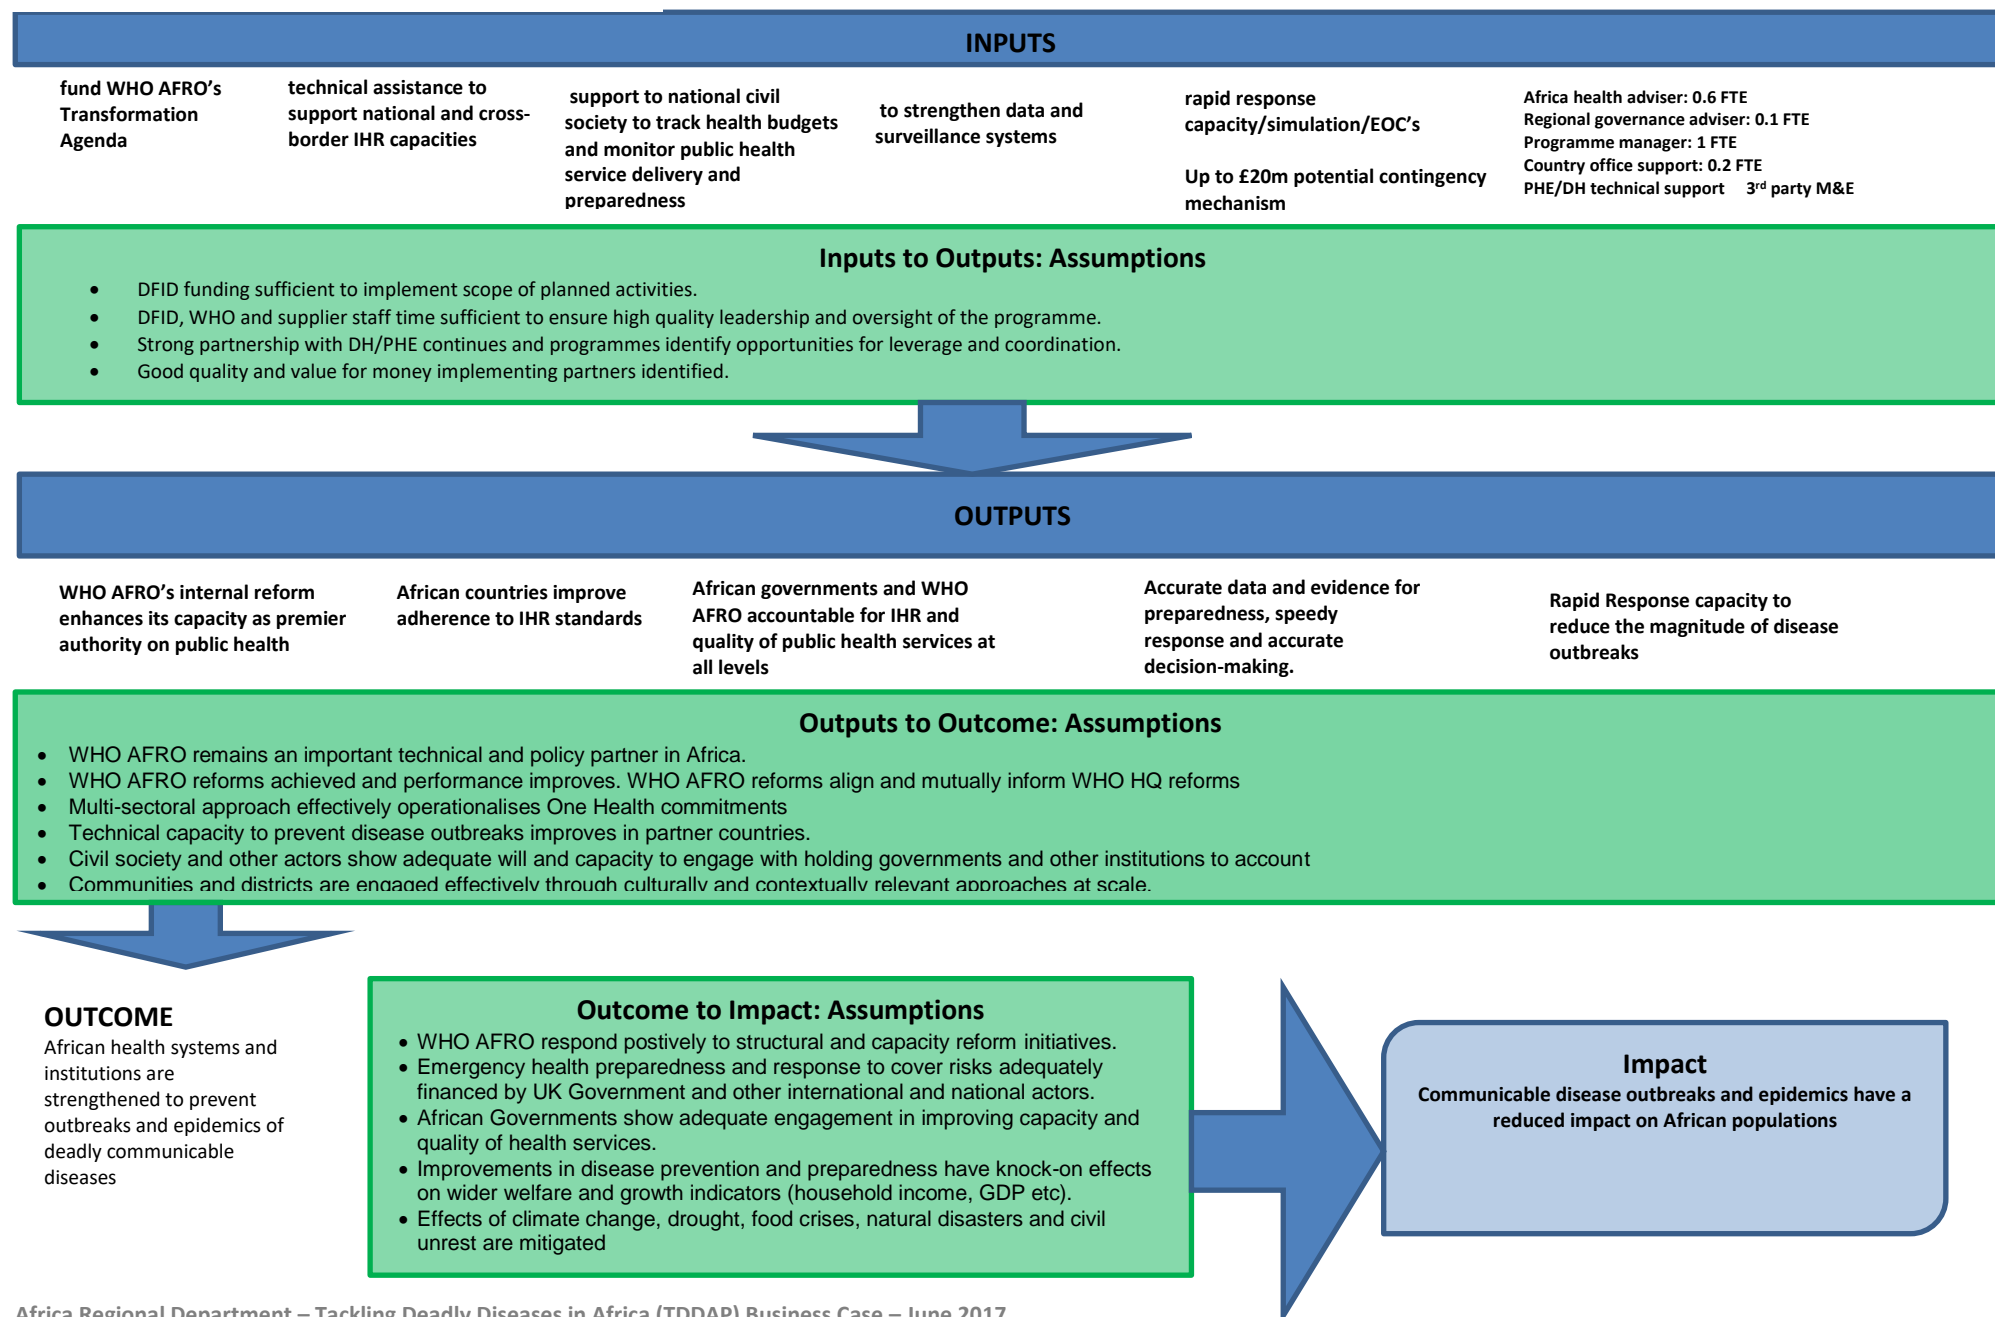 INPUTS
fund WHO AFRO’s
Transformation
Agenda
technical assistance to
support national and cross-
border IHR capacities
support to national civil
society to track health budgets
and monitor public health
service delivery and
preparedness
to strengthen data and
surveillance systems
rapid response
capacity/simulation/EOC’s
Up to £20m potential contingency
mechanism
Africa health adviser: 0.6 FTE
Regional governance adviser: 0.1 FTE
Programme manager: 1 FTE
Country office support: 0.2 FTE
PHE/DH technical support 3rd party M&E
Inputs to Outputs: Assumptions
• DFID funding sufficient to implement scope of planned activities.
• DFID, WHO and supplier staff time sufficient to ensure high quality leadership and oversight of the programme.
• Strong partnership with DH/PHE continues and programmes identify opportunities for leverage and coordination.
• Good quality and value for money implementing partners identified.
OUTPUTS
WHO AFRO’s internal reform
enhances its capacity as premier
authority on public health
African countries improve
adherence to IHR standards
African governments and WHO
AFRO accountable for IHR and
quality of public health services at
all levels
Accurate data and evidence for
preparedness, speedy
response and accurate
decision-making.
Rapid Response capacity to
reduce the magnitude of disease
outbreaks
Outputs to Outcome: Assumptions
• WHO AFRO remains an important technical and policy partner in Africa.
• WHO AFRO reforms achieved and performance improves. WHO AFRO reforms align and mutually inform WHO HQ reforms
• Multi-sectoral approach effectively operationalises One Health commitments
• Technical capacity to prevent disease outbreaks improves in partner countries.
• Civil society and other actors show adequate will and capacity to engage with holding governments and other institutions to account
• Communities and districts are engaged effectively through culturally and contextually relevant approaches at scale.
OUTCOME
African health systems and
institutions are
strengthened to prevent
outbreaks and epidemics of
deadly communicable
diseases
Outcome to Impact: Assumptions
• WHO AFRO respond postively to structural and capacity reform initiatives.
• Emergency health preparedness and response to cover risks adequately
financed by UK Government and other international and national actors.
• African Governments show adequate engagement in improving capacity and
quality of health services.
• Improvements in disease prevention and preparedness have knock-on effects
on wider welfare and growth indicators (household income, GDP etc).
• Effects of climate change, drought, food crises, natural disasters and civil
unrest are mitigated
Impact
Communicable disease outbreaks and epidemics have a
reduced impact on African populations
Africa Regional Department – Tackling Deadly Diseases in Africa (TDDAP) Business Case – June 2017